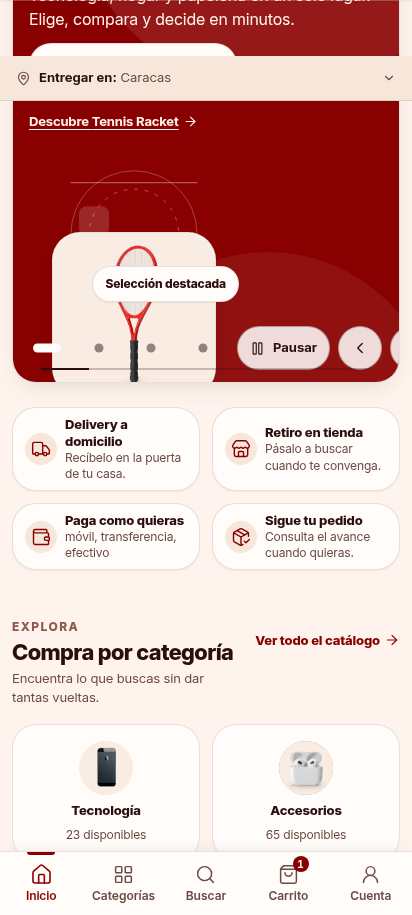 Elige, compara y decide en minutos.
Entregar en: Caracas
Descubre Tennis Racket
Selección destacada
Pausar
Delivery a
domicilio
Recíbelo en la puerta
de tu casa.
Retiro en tienda
Pásalo a buscar
cuando te convenga.
Paga como quieras
móvil, transferencia,
efectivo
Sigue tu pedido
Consulta el avance
cuando quieras.
EXPLORA
Compra por categoría
Ver todo el catálogo
Encuentra lo que buscas sin dar
tantas vueltas.
Tecnología
23 disponibles
Accesorios
65 disponibles
1
Inicio
Categorías
Buscar
Carrito
Cuenta